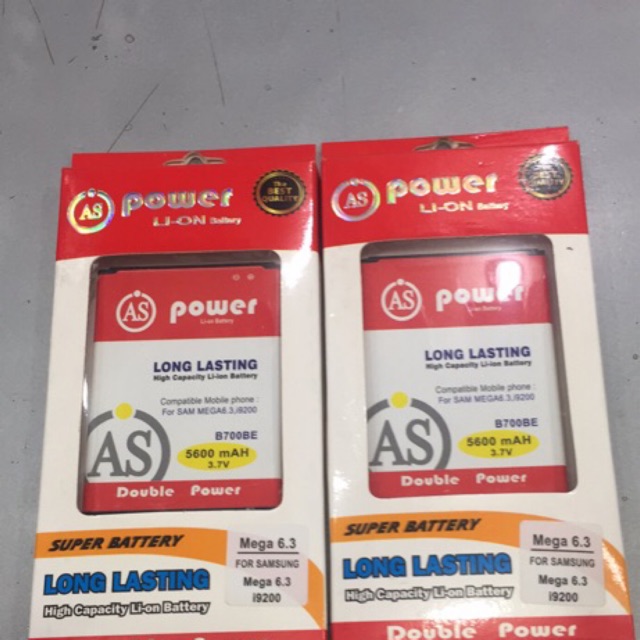 AS power
LI-ON Battery
The
BEST
QUALITY
AS power
Li-ion Battery
LONG LASTING
High Capacity Li-ion Battery
Compatible Mobile phone :
For SAM MEGA6.3,i9200
B700BE
AS
5600 mAH
3.7V
Double Power
SUPER BATTERY
LONG LASTING
High Capacity Li-on Battery
Mega 6.3
FOR SAMSUNG
Mega 6.3
i9200
AS power
LI-ON Battery
QUALITY
AS power
Li-ion Battery
LONG LASTING
High Capacity Li-ion Battery
Compatible Mobile phone :
For SAM MEGA6.3,i9200
B700BE
AS
5600 mAH
3.7V
Double Power
SUPER BATTERY
LONG LASTING
High Capacity Li-on Battery
Mega 6.3
FOR SAMSUNG
Mega 6.3
i9200
Double Power